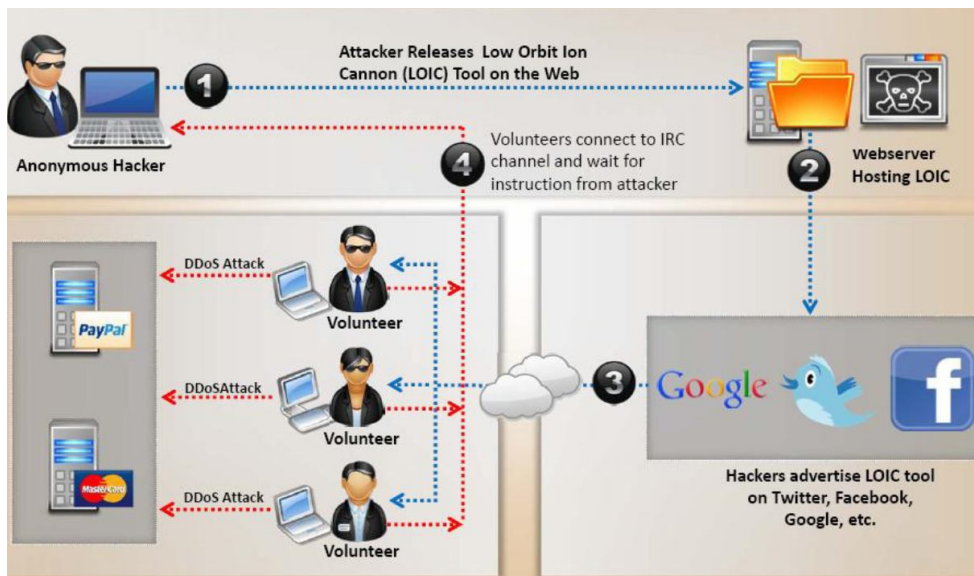 Attacker Releases Low Orbit Ion
Cannon (LOIC) Tool on the Web
1
Anonymous Hacker
4
Volunteers connect to IRC
channel and wait for
instruction from attacker
2
Webserver
Hosting LOIC
DDoS Attack
Volunteer
PayPal
DDoSAttack
Volunteer
3
Google
f
MasterCard
DDoS Attack
Volunteer
Hackers advertise LOIC tool
on Twitter, Facebook,
Google, etc.